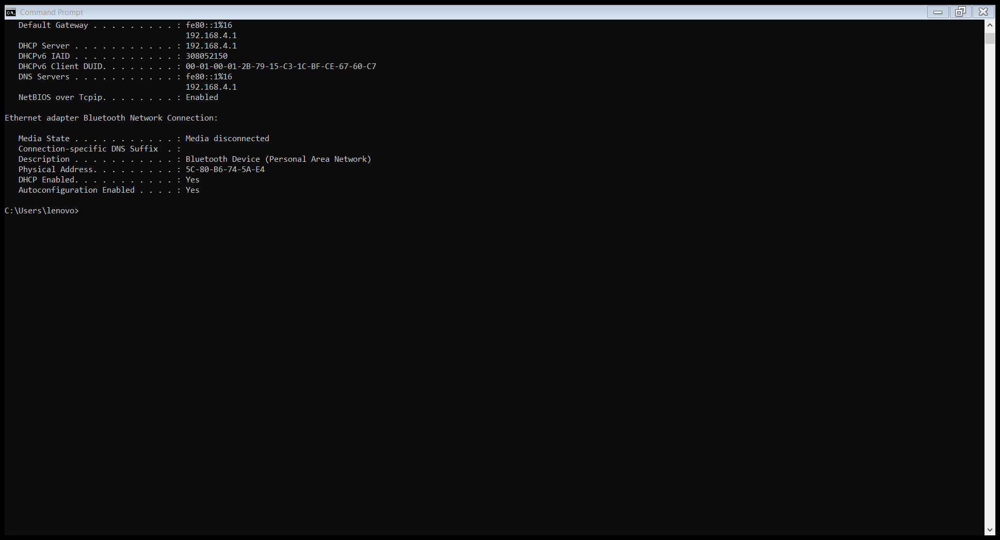 Command Prompt
Default Gateway . . . . . . . . . : fe80::1%16
192.168.4.1
DHCP Server . . . . . . . . . . . : 192.168.4.1
DHCPv6 IAID . . . . . . . . . . . : 308052150
DHCPv6 Client DUID. . . . . . . . : 00-01-00-01-2B-79-15-C3-1C-BF-CE-67-60-C7
DNS Servers . . . . . . . . . . . : fe80::1%16
192.168.4.1
NetBIOS over Tcpip. . . . . . . . : Enabled
Ethernet adapter Bluetooth Network Connection:
Media State . . . . . . . . . . . : Media disconnected
Connection-specific DNS Suffix  . :
Description . . . . . . . . . . . : Bluetooth Device (Personal Area Network)
Physical Address. . . . . . . . . : 5C-80-B6-74-5A-E4
DHCP Enabled. . . . . . . . . . . : Yes
Autoconfiguration Enabled . . . . : Yes
C:\Users\lenovo>